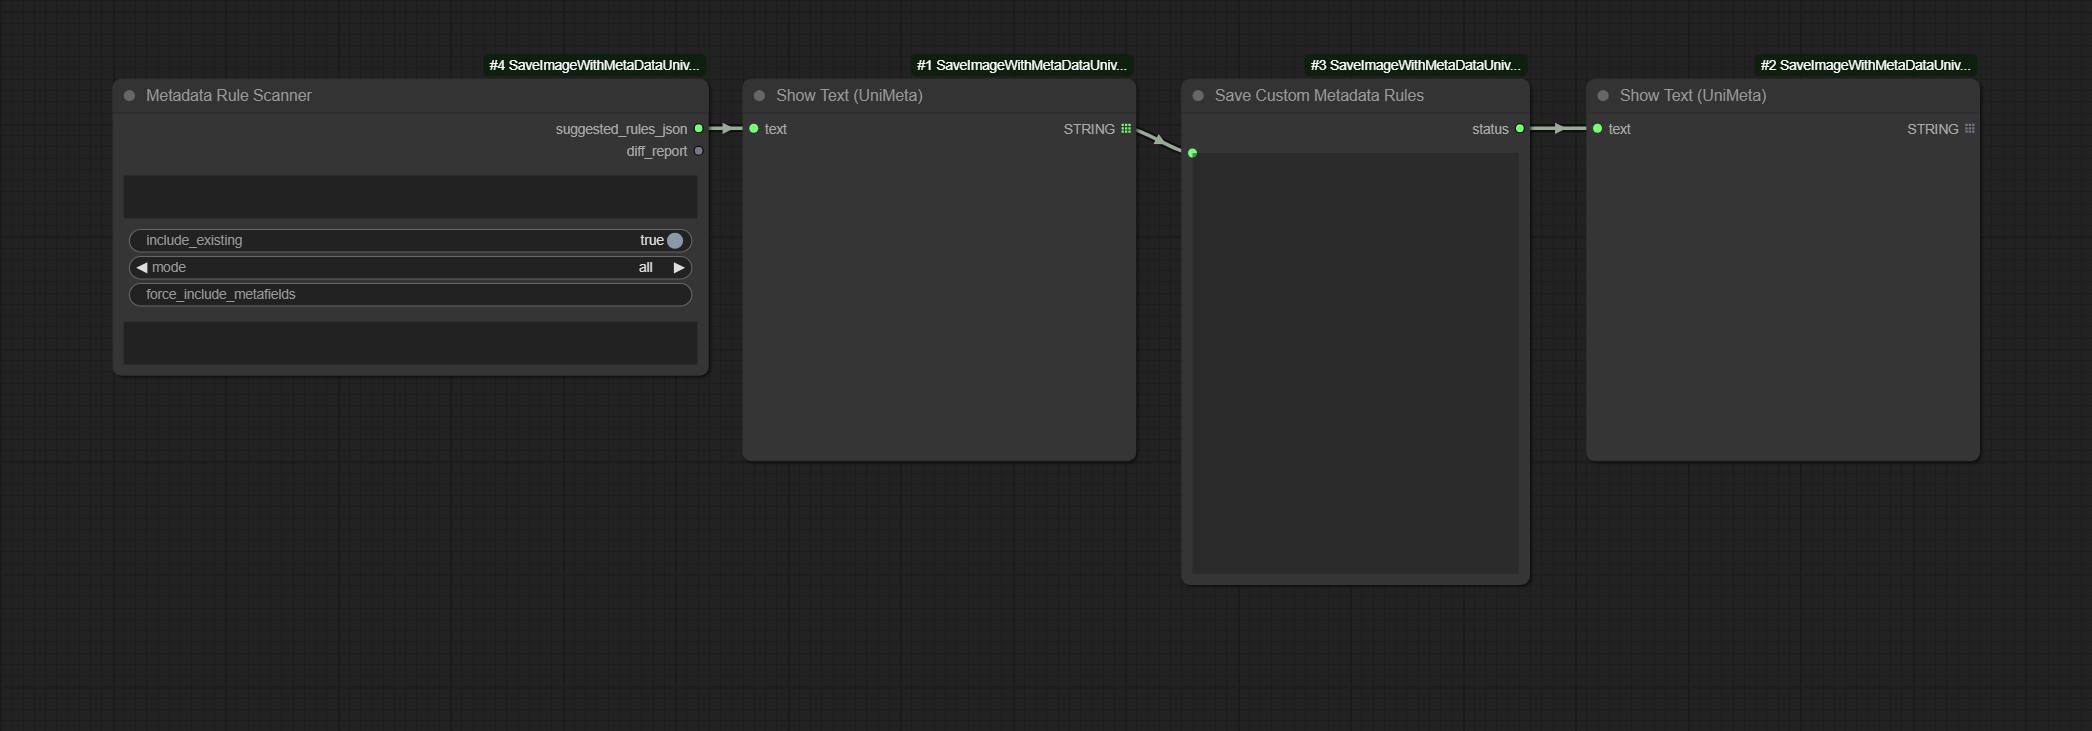 #4 SaveImageWithMetaDataUniv...
Metadata Rule Scanner
suggested_rules_json
diff_report
include_existing true
mode all
force_include_metafields
#1 SaveImageWithMetaDataUniv...
Show Text (UniMeta)
text STRING
#3 SaveImageWithMetaDataUniv...
Save Custom Metadata Rules
status
#2 SaveImageWithMetaDataUniv...
Show Text (UniMeta)
text STRING